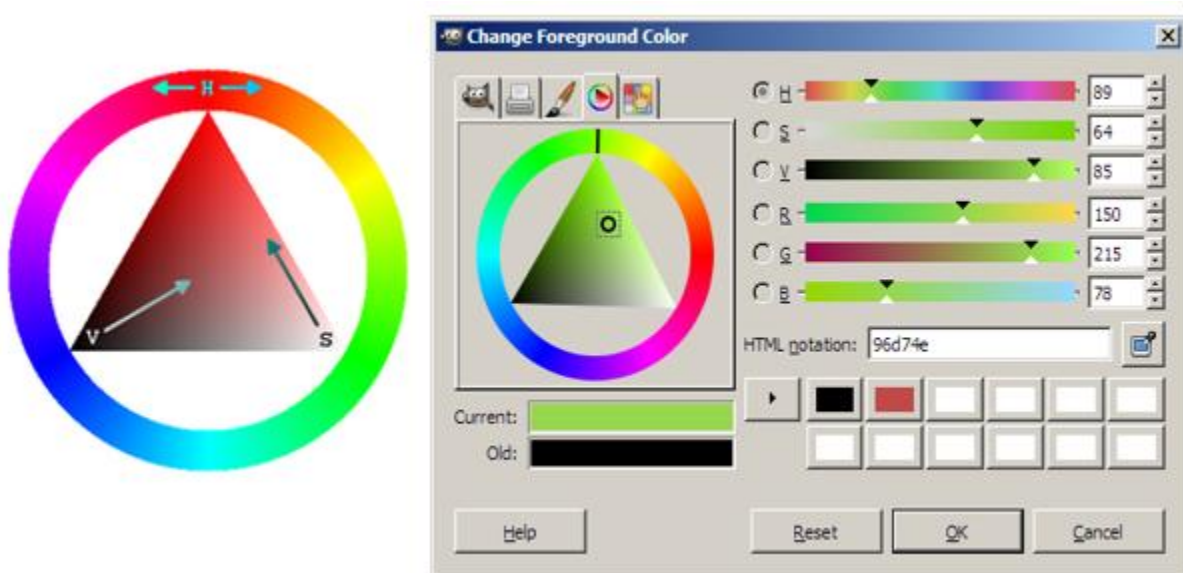 H
V
S
Change Foreground Color
H 89
S 64
V 85
R 150
G 215
B 78
HTML notation: 96d74e
Current:
Old:
Help
Reset
OK
Cancel